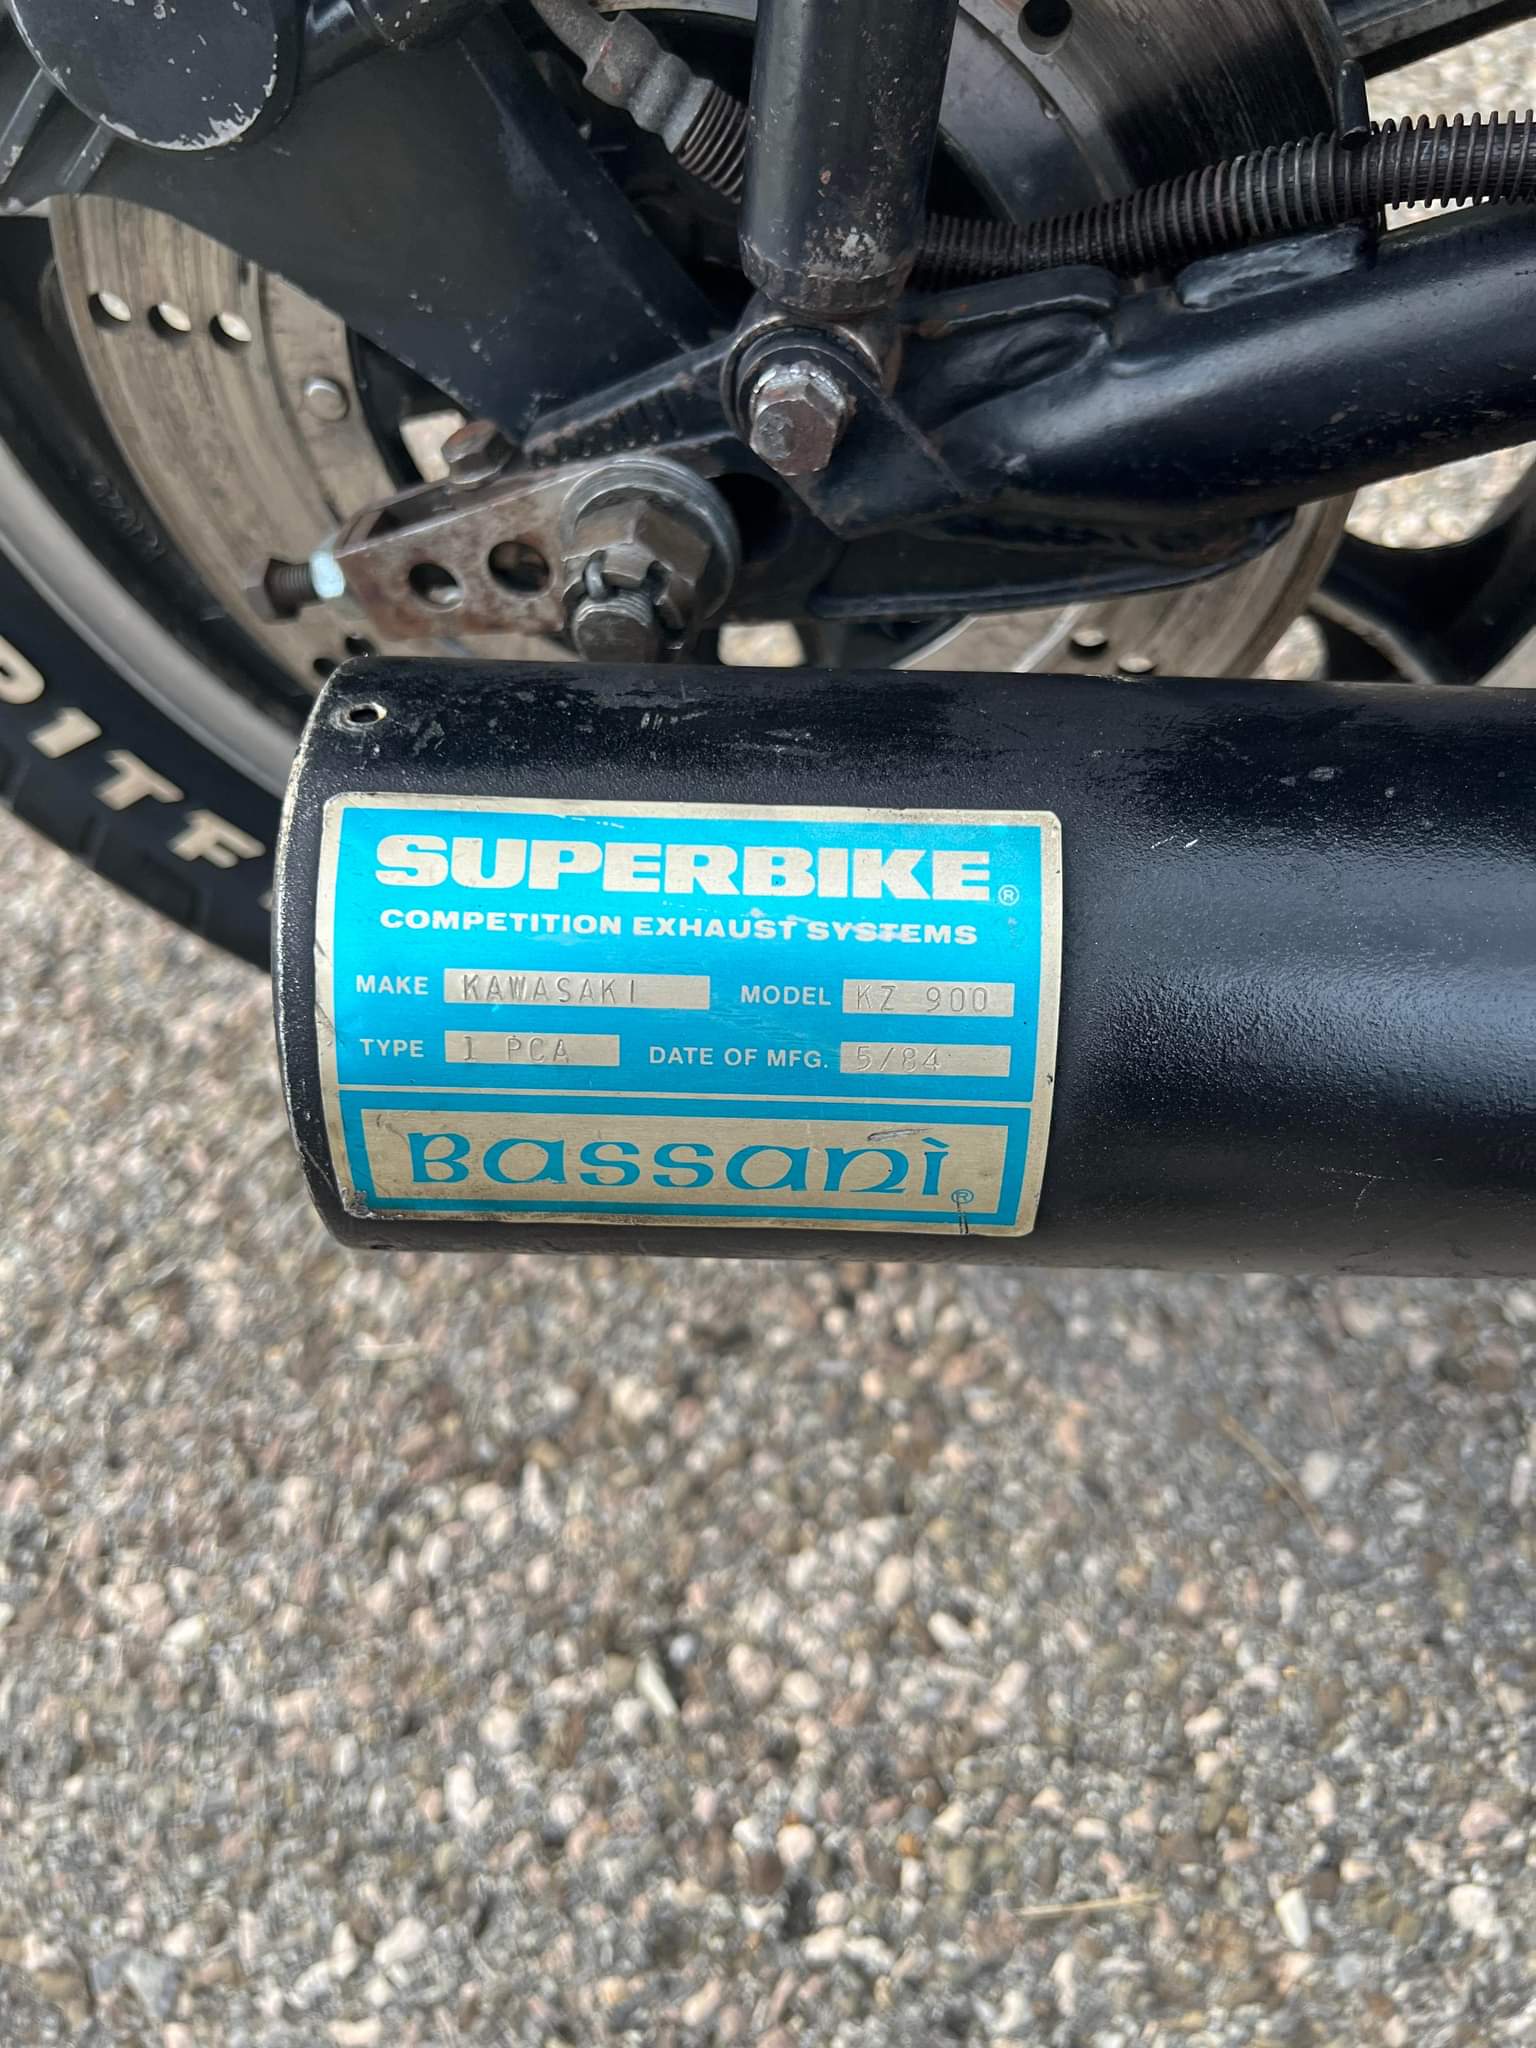 SUPERBIKE®
COMPETITION EXHAUST SYSTEMS
MAKE KAWASAKI MODEL KZ 900
TYPE 1 PCA DATE OF MFG. 5/84
Bassanì®